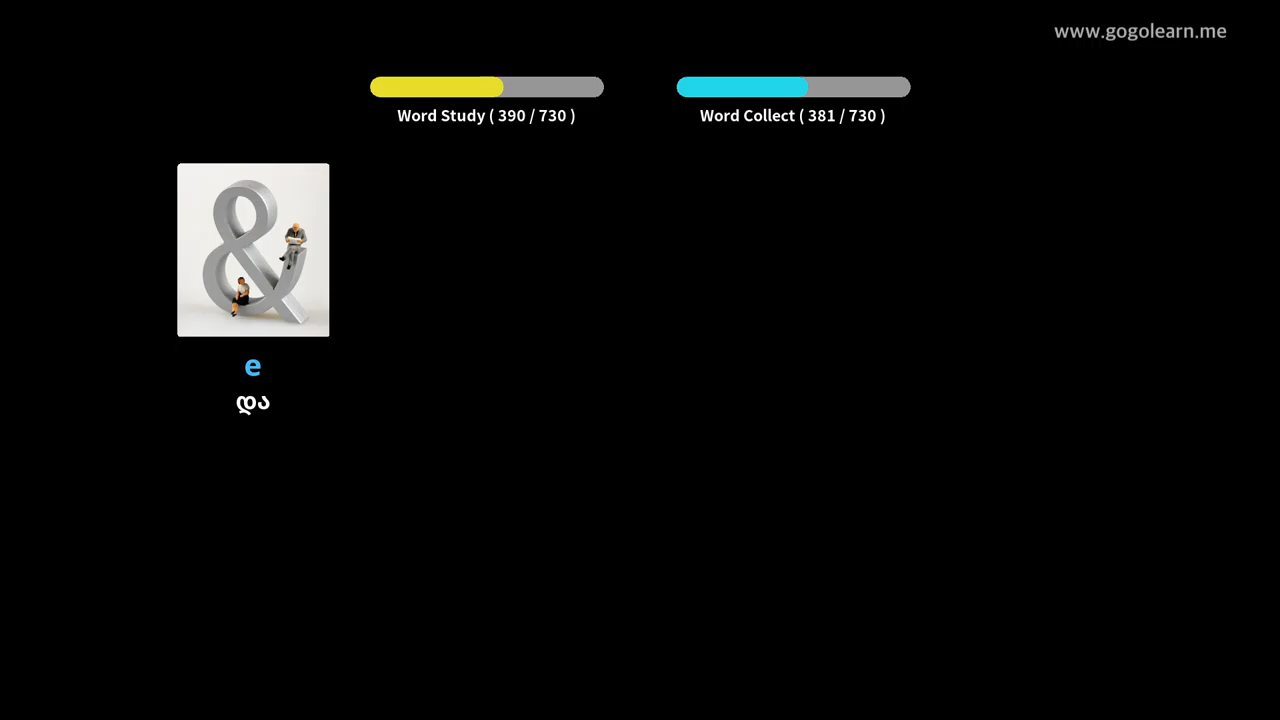 www.gogolearn.me
Word Study ( 390 / 730 )
Word Collect ( 381 / 730 )
&
e
და